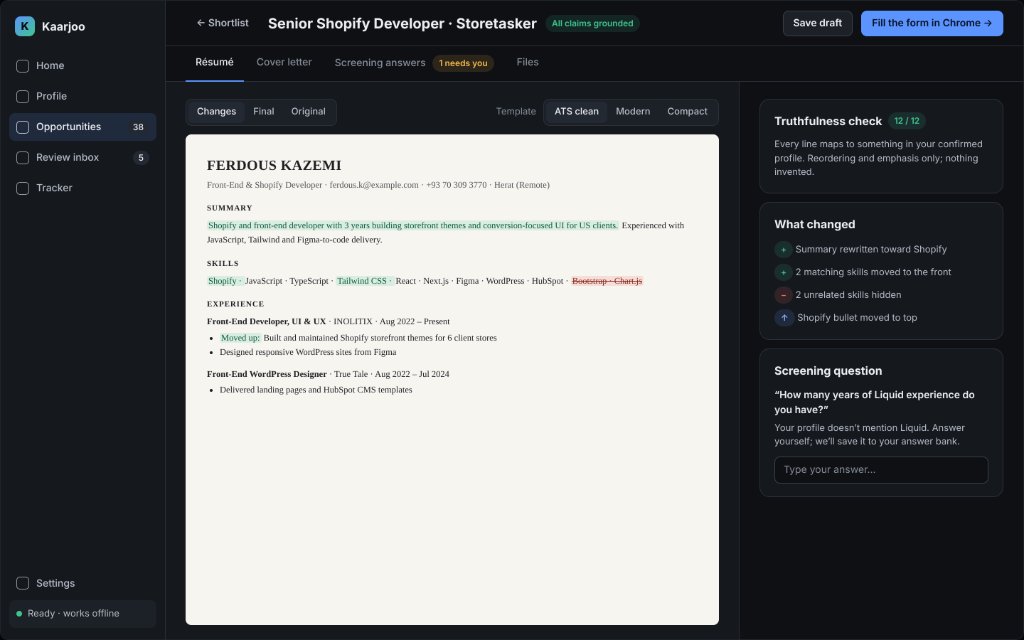 K Kaarjoo
Home
Profile
Opportunities 38
Review inbox 5
Tracker
Settings
Ready · works offline
← Shortlist Senior Shopify Developer · Storetasker All claims grounded Save draft Fill the form in Chrome →
Résumé Cover letter Screening answers 1 needs you Files
Changes Final Original Template ATS clean Modern Compact
FERDOUS KAZEMI
Front-End & Shopify Developer · ferdous.k@example.com · +93 70 309 3770 · Herat (Remote)
SUMMARY
Shopify and front-end developer with 3 years building storefront themes and conversion-focused UI for US clients. Experienced with
JavaScript, Tailwind and Figma-to-code delivery.
SKILLS
Shopify · JavaScript · TypeScript · Tailwind CSS · React · Next.js · Figma · WordPress · HubSpot · Bootstrap · Chart.js
EXPERIENCE
Front-End Developer, UI & UX · INOLITIX · Aug 2022 – Present
• Moved up: Built and maintained Shopify storefront themes for 6 client stores
• Designed responsive WordPress sites from Figma
Front-End WordPress Designer · True Tale · Aug 2022 – Jul 2024
• Delivered landing pages and HubSpot CMS templates
Truthfulness check 12 / 12
Every line maps to something in your confirmed
profile. Reordering and emphasis only; nothing
invented.
What changed
+ Summary rewritten toward Shopify
+ 2 matching skills moved to the front
− 2 unrelated skills hidden
↑ Shopify bullet moved to top
Screening question
“How many years of Liquid experience do
you have?”
Your profile doesn’t mention Liquid. Answer
yourself; we’ll save it to your answer bank.
Type your answer...